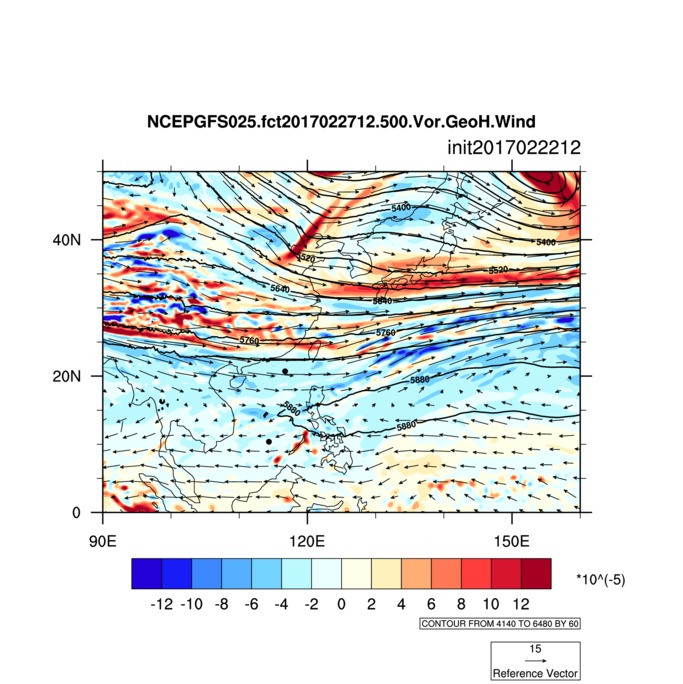 NCEPGFS025.fct2017022712.500.Vor.GeoH.Wind
init2017022212
5400
40N
5400
5520
5520
5640
5640
5760
5760
20N
5880
5880
5880
0
90E 120E 150E
-12 -10 -8 -6 -4 -2 0 2 4 6 8 10 12
*10^(-5)
CONTOUR FROM 4140 TO 6480 BY 60
15
Reference Vector